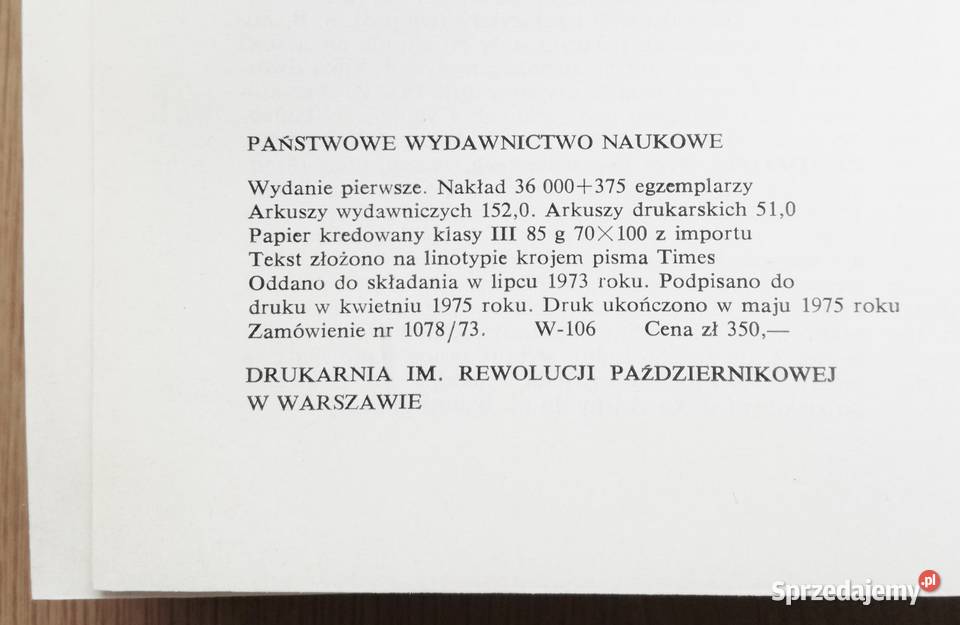 PAŃSTWOWE WYDAWNICTWO NAUKOWE
Wydanie pierwsze. Nakład 36 000+375 egzemplarzy
Arkuszy wydawniczych 152,0. Arkuszy drukarskich 51,0
Papier kredowany klasy III 85 g 70×100 z importu
Tekst złożono na linotypie krojem pisma Times
Oddano do składania w lipcu 1973 roku. Podpisano do
druku w kwietniu 1975 roku. Druk ukończono w maju 1975 roku
Zamówienie nr 1078/73. W-106 Cena zł 350,—
DRUKARNIA IM. REWOLUCJI PAŹDZIERNIKOWEJ
W WARSZAWIE
Sprzedajemy.pl